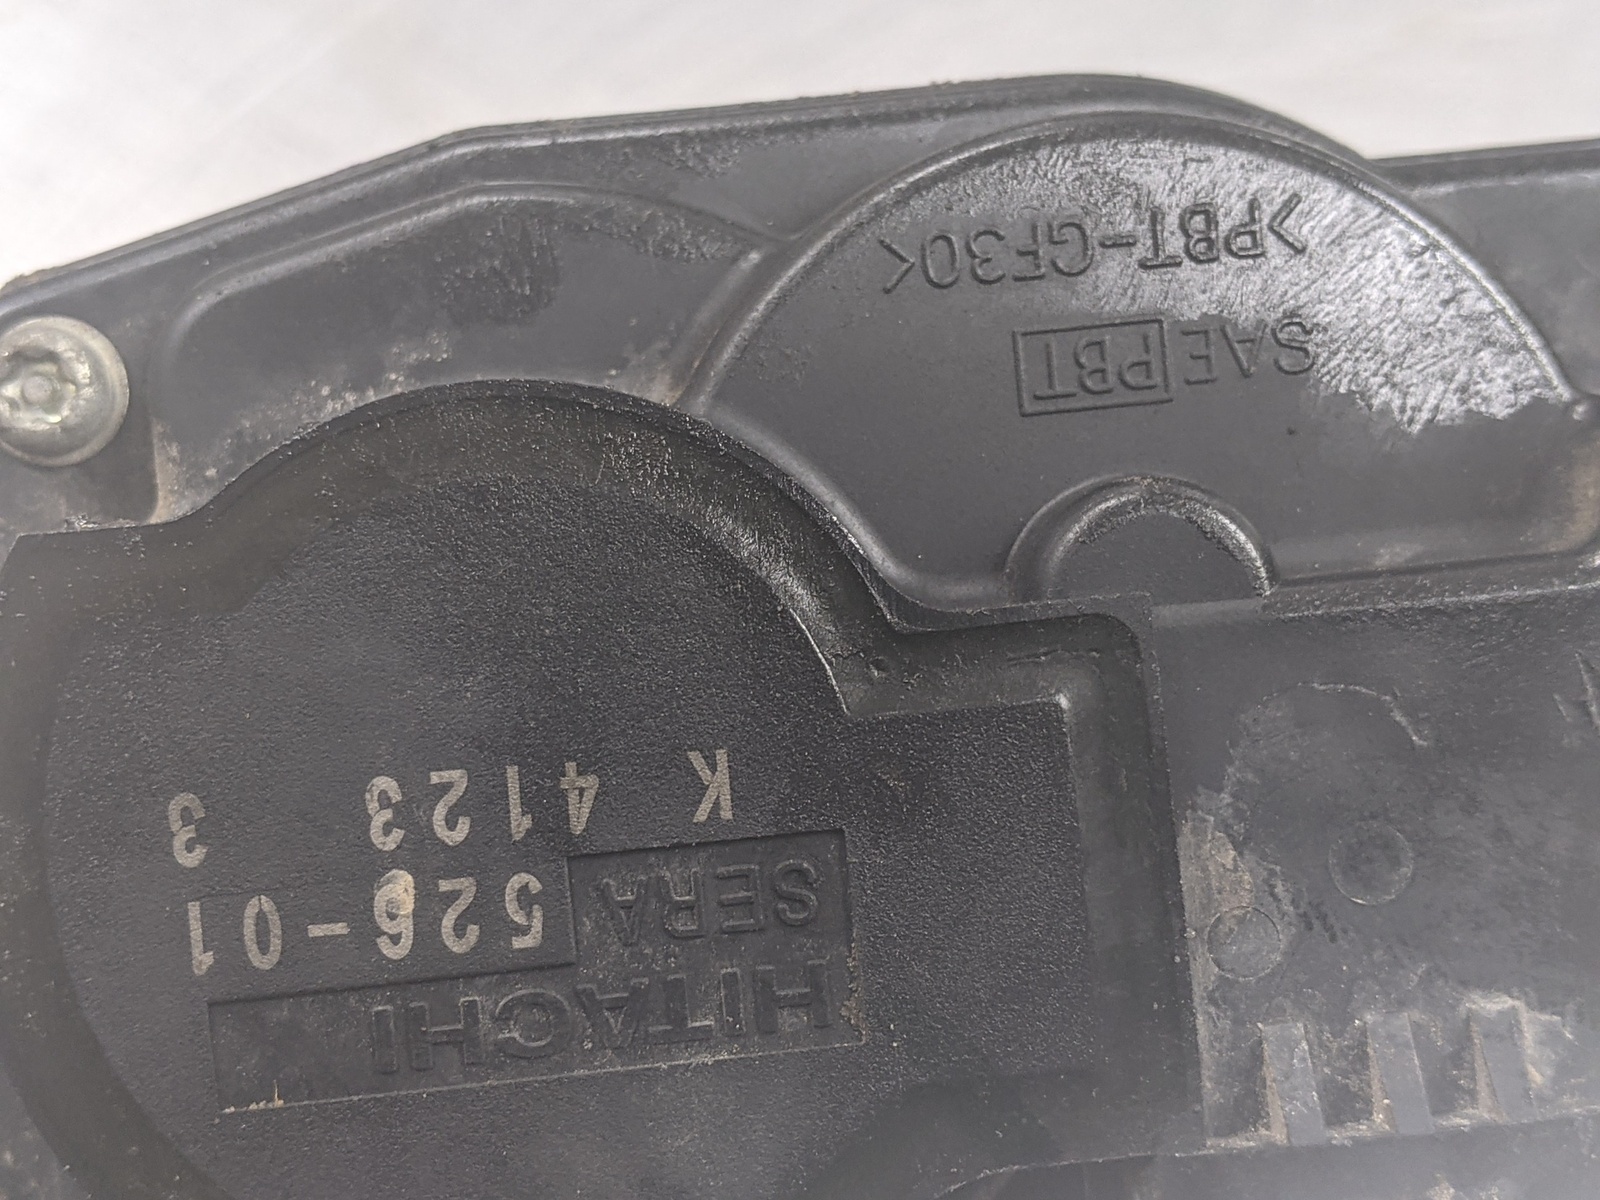 HITACHI
SERA 526-01
K 4123 3
SAE PBT
>PBT-GF30<